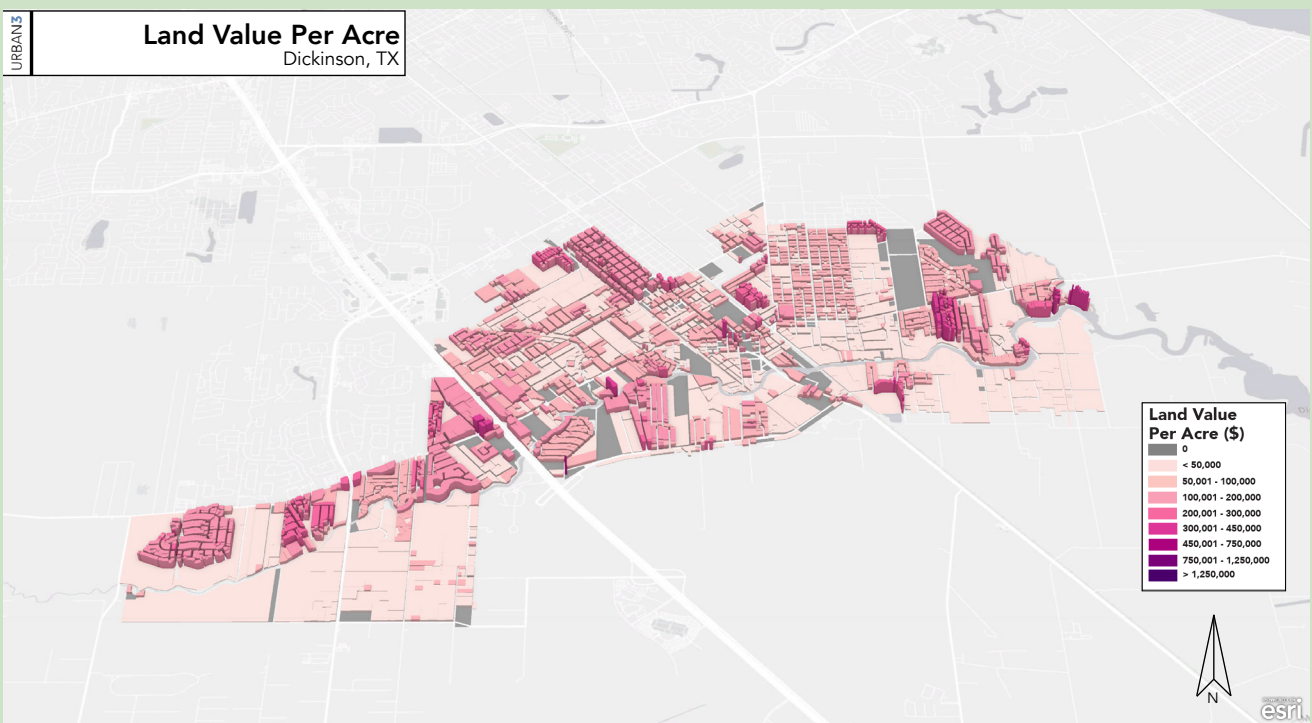 URBAN3
Land Value Per Acre
Dickinson, TX
Land Value
Per Acre ($)
0
< 50,000
50,001 - 100,000
100,001 - 200,000
200,001 - 300,000
300,001 - 450,000
450,001 - 750,000
750,001 - 1,250,000
> 1,250,000
N
esri